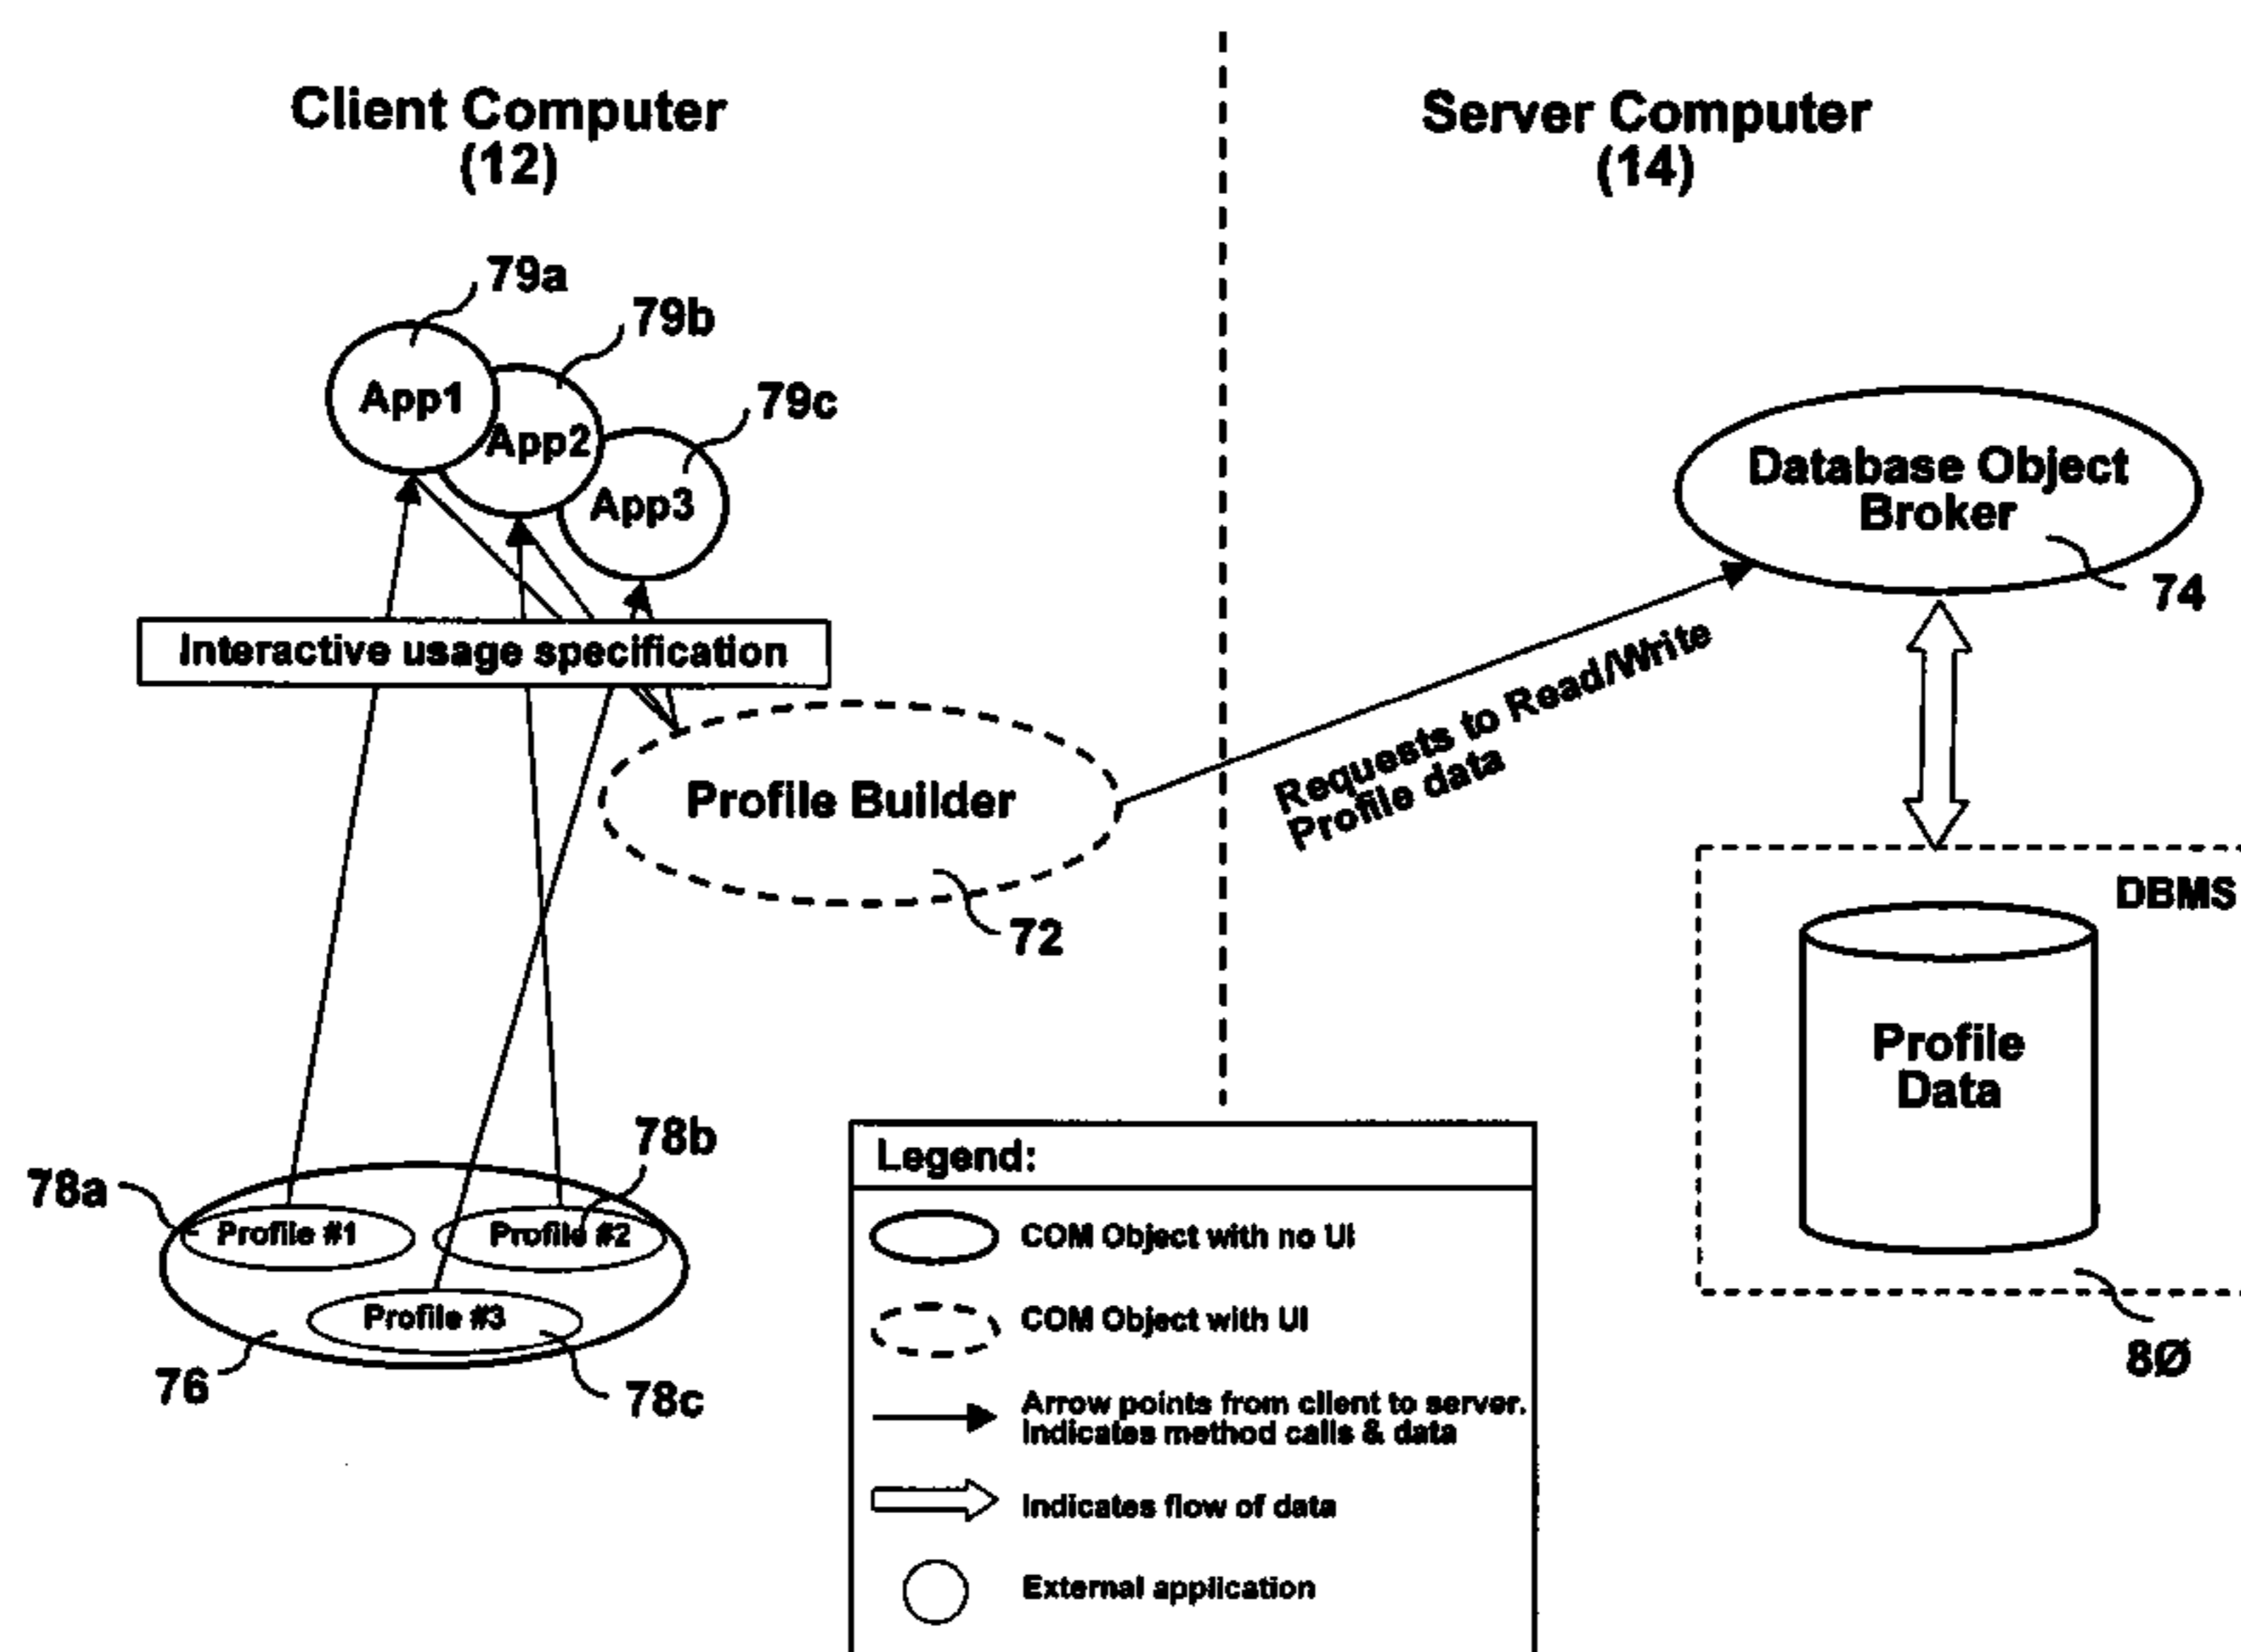 Client Computer
(12)
Server Computer
(14)
79a
79b
79c
App1
App2
App3
Database Object
Broker
74
Interactive usage specification
Requests to Read/Write
Profile data
Profile Builder
72
DBMS
Profile
Data
8Ø
78a
78b
Profile #1
Profile #2
Profile #3
76
78c
Legend:
COM Object with no UI
COM Object with UI
Arrow points from client to server.
Indicates method calls & data
Indicates flow of data
External application